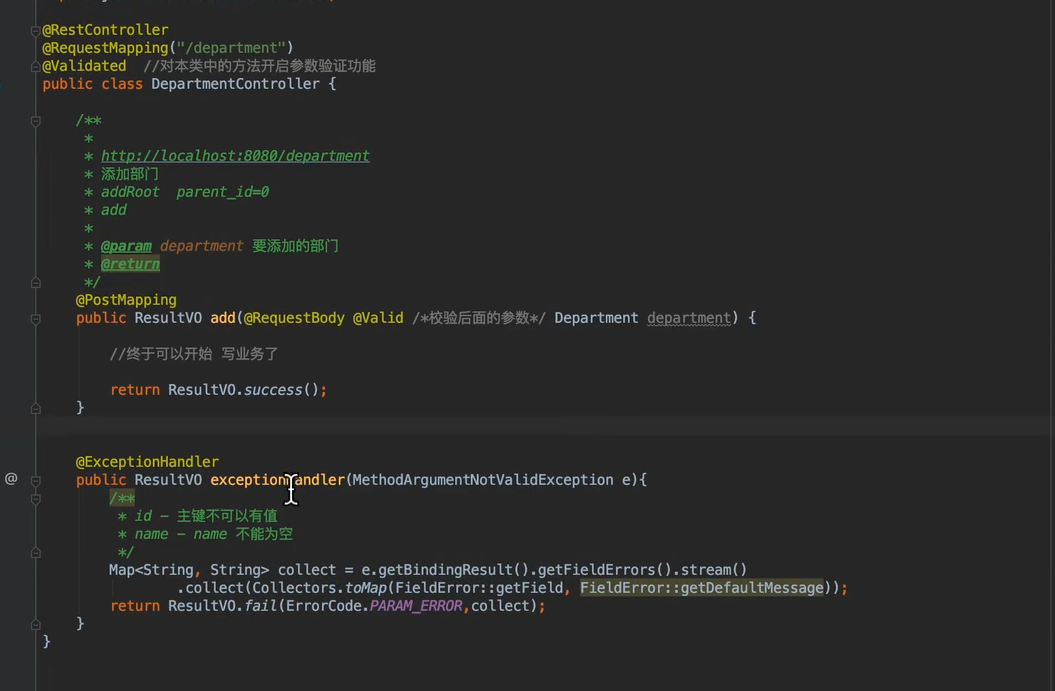 @RestController
@RequestMapping("/department")
@Validated  //对本类中的方法开启参数验证功能
public class DepartmentController {
/**
*
* http://localhost:8080/department
* 添加部门
* addRoot  parent_id=0
* add
*
* @param department 要添加的部门
* @return
*/
@PostMapping
public ResultVO add(@RequestBody @Valid /*校验后面的参数*/ Department department) {
//终于可以开始 写业务了
return ResultVO.success();
}
@ExceptionHandler
@ public ResultVO exceptionHandler(MethodArgumentNotValidException e){
/**
* id - 主键不可以有值
* name - name 不能为空
*/
Map<String, String> collect = e.getBindingResult().getFieldErrors().stream()
.collect(Collectors.toMap(FieldError::getField, FieldError::getDefaultMessage));
return ResultVO.fail(ErrorCode.PARAM_ERROR,collect);
}
}